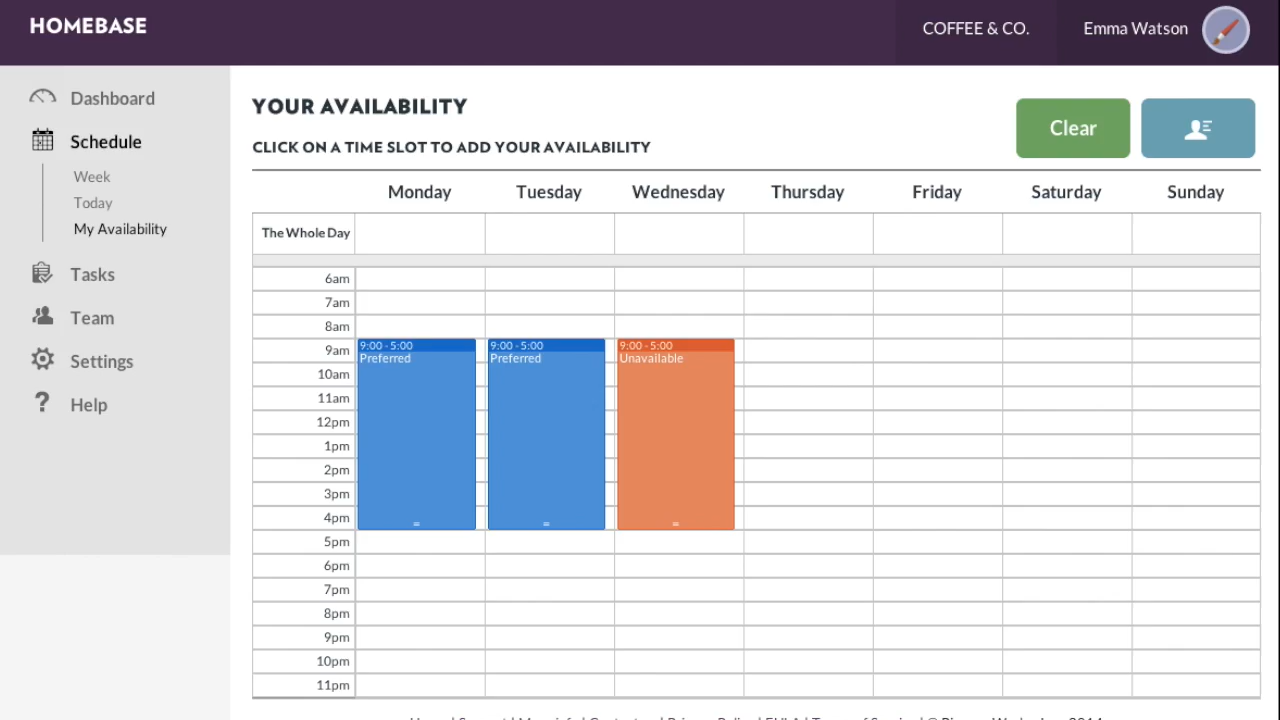 HOMEBASE
COFFEE & CO.
Emma Watson
Dashboard
Schedule
Week
Today
My Availability
Tasks
Team
Settings
Help
YOUR AVAILABILITY
CLICK ON A TIME SLOT TO ADD YOUR AVAILABILITY
Clear
Monday Tuesday Wednesday Thursday Friday Saturday Sunday
The Whole Day
6am
7am
8am
9am
9:00 - 5:00 9:00 - 5:00 9:00 - 5:00
Preferred Preferred Unavailable
10am
11am
12pm
1pm
2pm
3pm
4pm
5pm
6pm
7pm
8pm
9pm
10pm
11pm